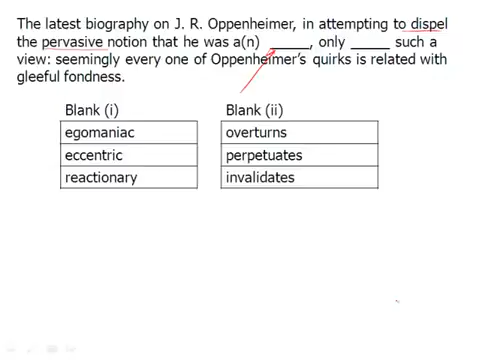 The latest biography on J. R. Oppenheimer, in attempting to dispel
the pervasive notion that he was a(n) _____, only _____ such a
view: seemingly every one of Oppenheimer's quirks is related with
gleeful fondness.
Blank (i) Blank (ii)
egomaniac overturns
eccentric perpetuates
reactionary invalidates